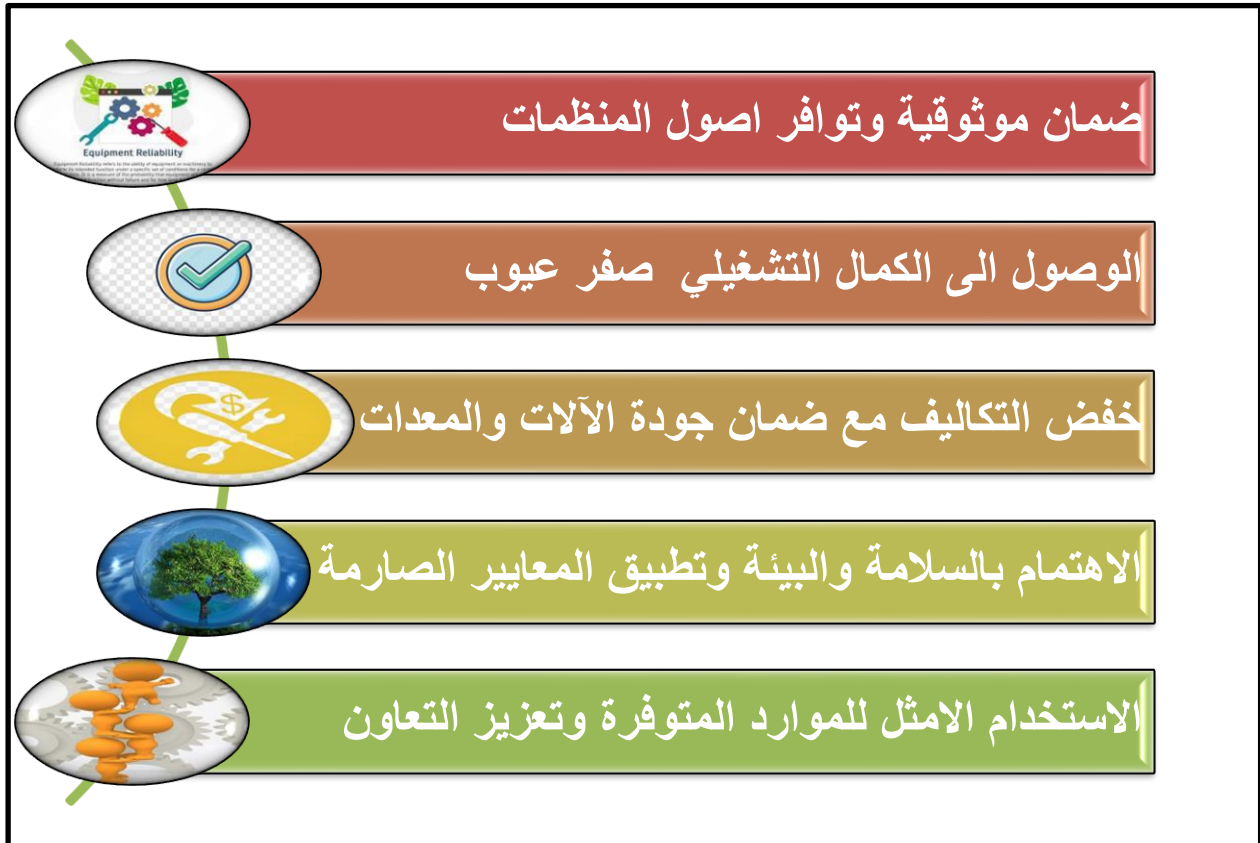 Equipment Reliability
ضمان موثوقية وتوافر اصول المنظمات
الوصول الى الكمال التشغيلي صفر عيوب
خفض التكاليف مع ضمان جودة الآلات والمعدات
$
الاهتمام بالسلامة والبيئة وتطبيق المعايير الصارمة
الاستخدام الامثل للموارد المتوفرة وتعزيز التعاون